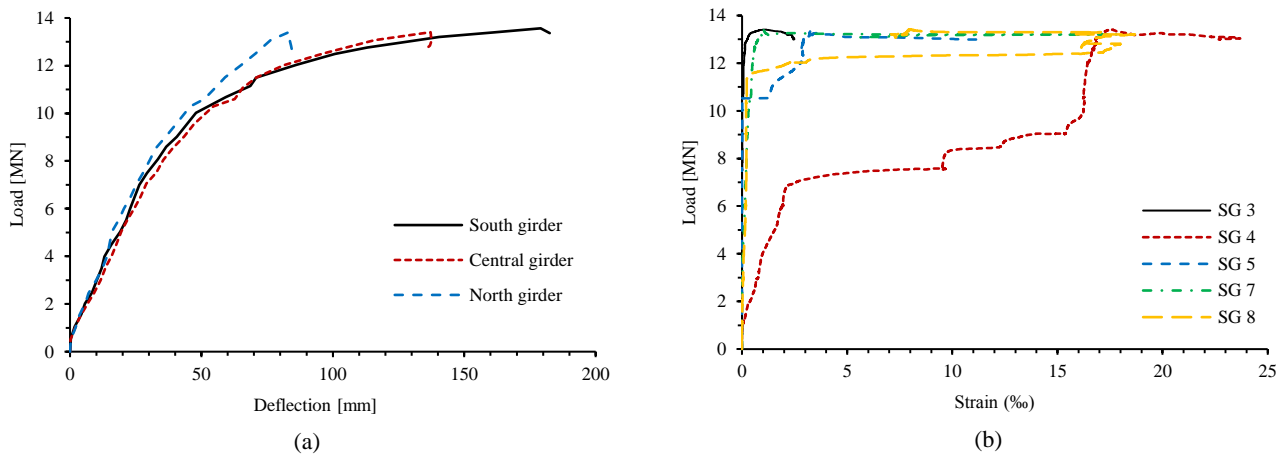 14
12
10
8
6
4
2
0
Load [MN]
0 50 100 150 200
Deflection [mm]
South girder
Central girder
North girder
(a)
14
12
10
8
6
4
2
0
Load [MN]
0 5 10 15 20 25
Strain (‰)
SG 3
SG 4
SG 5
SG 7
SG 8
(b)